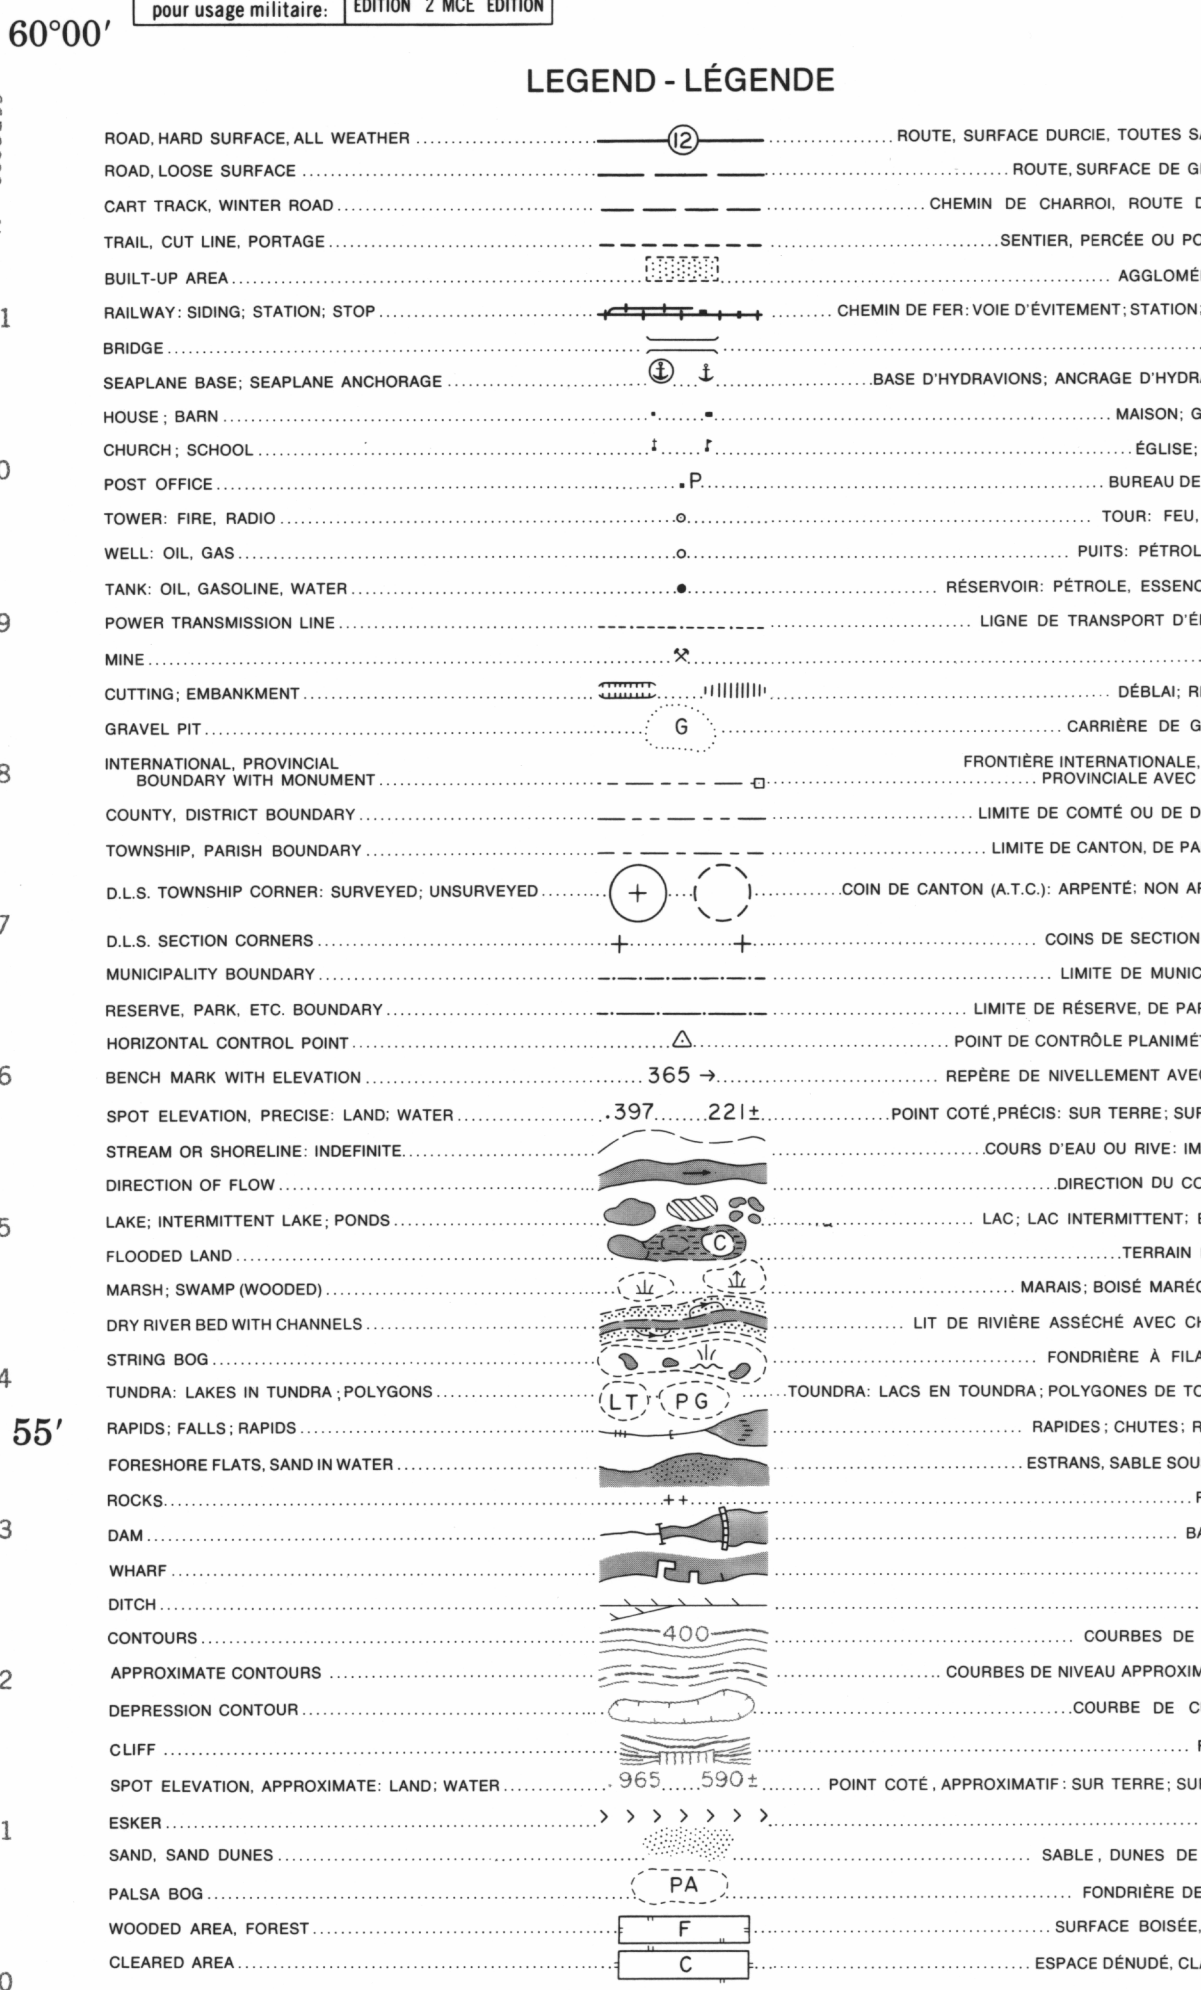 pour usage militaire: EDITION 2 MCE EDITION
60°00′
LEGEND - LÉGENDE
ROAD, HARD SURFACE, ALL WEATHER 12 ROUTE, SURFACE DURCIE, TOUTES
ROAD, LOOSE SURFACE ROUTE, SURFACE DE
CART TRACK, WINTER ROAD CHEMIN DE CHARROI, ROUTE
TRAIL, CUT LINE, PORTAGE SENTIER, PERCÉE OU
BUILT-UP AREA
1 RAILWAY: SIDING; STATION; STOP CHEMIN DE FER: VOIE D'ÉVITEMENT; STATION;
BRIDGE
SEAPLANE BASE; SEAPLANE ANCHORAGE BASE D'HYDRAVIONS; ANCRAGE
HOUSE; BARN MAISON;
CHURCH; SCHOOL ÉGLISE;
0
POST OFFICE .P BUREAU DE
TOWER: FIRE, RADIO TOUR: FEU,
WELL: OIL, GAS PUITS:
TANK: OIL, GASOLINE, WATER RÉSERVOIR: PÉTROLE,
9 POWER TRANSMISSION LINE LIGNE DE TRANSPORT
MINE
CUTTING; EMBANKMENT DÉBLAI;
GRAVEL PIT G CARRIÈRE DE
INTERNATIONAL, PROVINCIAL FRONTIÈRE INTERNATIONALE,
8 BOUNDARY WITH MONUMENT PROVINCIALE AVEC
COUNTY, DISTRICT BOUNDARY LIMITE DE COMTÉ OU DE
TOWNSHIP, PARISH BOUNDARY LIMITE DE CANTON, DE
D.L.S. TOWNSHIP CORNER: SURVEYED; UNSURVEYED COIN DE CANTON (A.T.C.): ARPENTÉ; NON
7
D.L.S. SECTION CORNERS COINS DE SECTION
MUNICIPALITY BOUNDARY LIMITE DE
RESERVE, PARK, ETC. BOUNDARY LIMITE DE RÉSERVE, DE
HORIZONTAL CONTROL POINT POINT DE CONTRÔLE
6 BENCH MARK WITH ELEVATION 365 → REPÈRE DE NIVELLEMENT
SPOT ELEVATION, PRECISE: LAND; WATER .397 221± POINT COTÉ, PRÉCIS: SUR TERRE;
STREAM OR SHORELINE: INDEFINITE COURS D'EAU OU RIVE:
DIRECTION OF FLOW DIRECTION DU
5 LAKE; INTERMITTENT LAKE; PONDS LAC; LAC INTERMITTENT;
FLOODED LAND C TERRAIN
MARSH; SWAMP (WOODED) MARAIS; BOISÉ
DRY RIVER BED WITH CHANNELS LIT DE RIVIÈRE ASSÉCHÉ AVEC
STRING BOG FONDRIÈRE À
4
TUNDRA: LAKES IN TUNDRA; POLYGONS LT PG TOUNDRA: LACS EN TOUNDRA; POLYGONES DE
55′ RAPIDS; FALLS; RAPIDS RAPIDES; CHUTES;
FORESHORE FLATS, SAND IN WATER ESTRANS, SABLE
ROCKS ++
3 DAM
WHARF
DITCH
CONTOURS 400 COURBES DE
2 APPROXIMATE CONTOURS COURBES DE NIVEAU
DEPRESSION CONTOUR COURBE DE
CLIFF
SPOT ELEVATION, APPROXIMATE: LAND; WATER .965 590± POINT COTÉ, APPROXIMATIF: SUR TERRE;
1 ESKER
SAND, SAND DUNES SABLE, DUNES DE
PALSA BOG PA FONDRIÈRE
WOODED AREA, FOREST F SURFACE BOISÉE,
CLEARED AREA C ESPACE DÉNUDÉ,
0